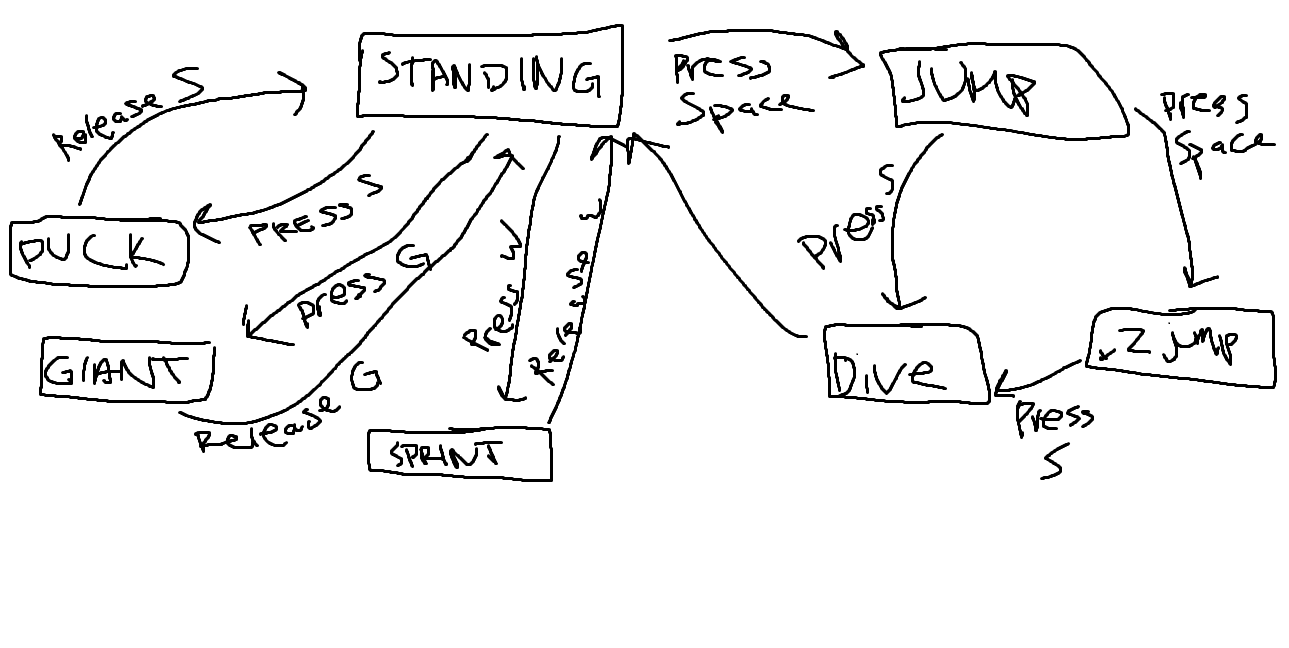 STANDING
Press
Space
JUMP
Press
Space
Release S
PRESS S
DUCK
Press G
Press W
Release W
Press S
GIANT
Release G
SPRINT
Dive
x2 jump
Press
S